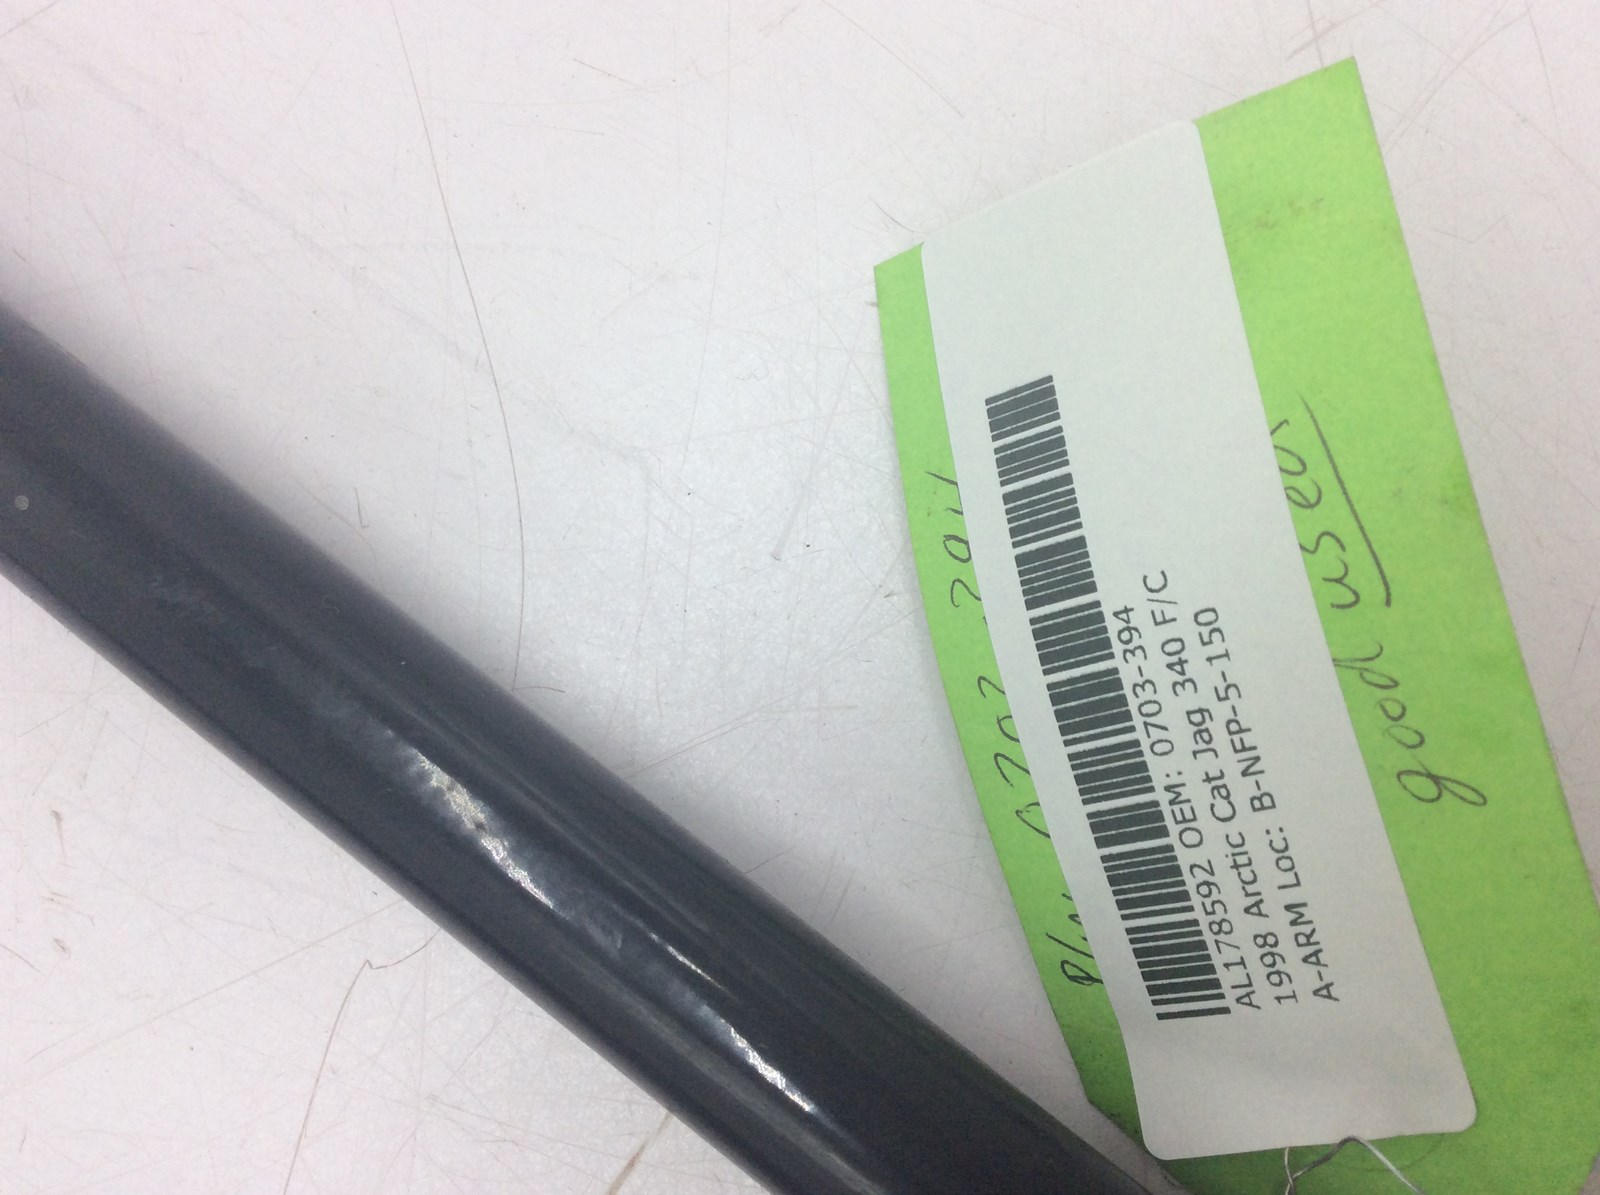 AL178592 OEM: 0703-394
1998 Arctic Cat Jag 340 F/C
A-ARM Loc:: B-NFP-5-150
good used